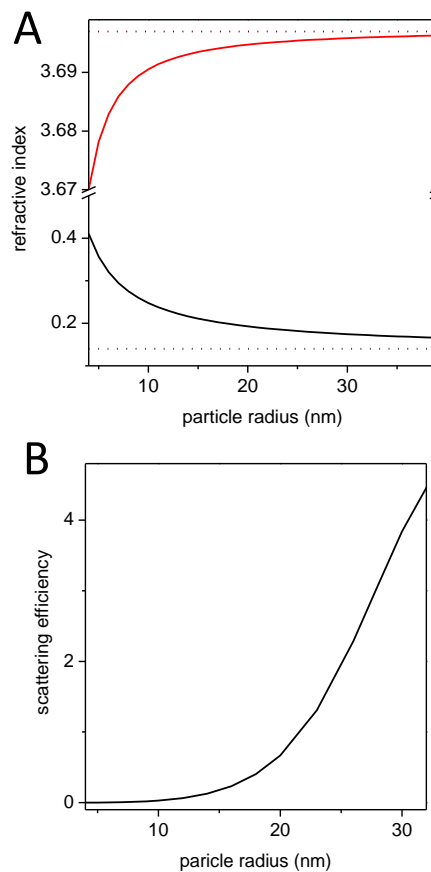 A
3.69
3.68
3.67
0.4
0.2
refractive index
10
20
30
particle radius (nm)
B
4
2
0
scattering efficiency
10
20
30
paricle radius (nm)